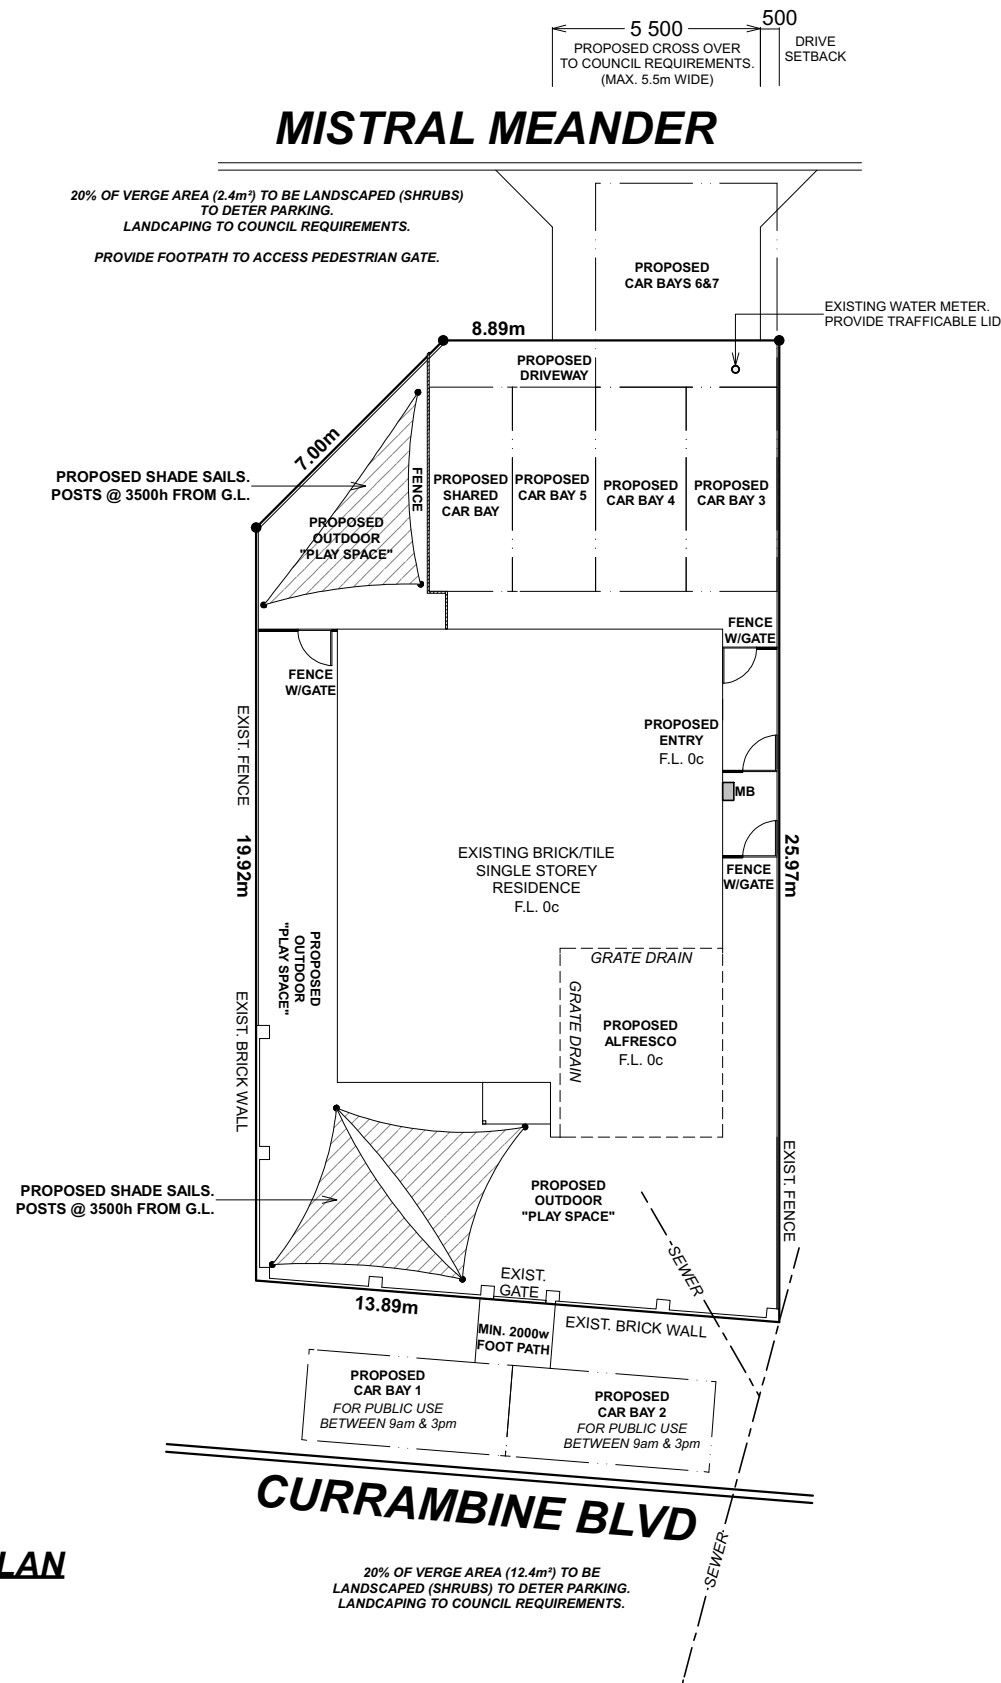 5 500
500
PROPOSED CROSS OVER
TO COUNCIL REQUIREMENTS.
(MAX. 5.5m WIDE)
DRIVE
SETBACK
MISTRAL MEANDER
20% OF VERGE AREA (2.4m²) TO BE LANDSCAPED (SHRUBS)
TO DETER PARKING.
LANDCAPING TO COUNCIL REQUIREMENTS.
PROVIDE FOOTPATH TO ACCESS PEDESTRIAN GATE.
PROPOSED
CAR BAYS 6&7
EXISTING WATER METER.
PROVIDE TRAFFICABLE LID
8.89m
PROPOSED
DRIVEWAY
7.00m
PROPOSED SHADE SAILS.
POSTS @ 3500h FROM G.L.
FENCE
PROPOSED
SHARED
CAR BAY
PROPOSED
CAR BAY 5
PROPOSED
CAR BAY 4
PROPOSED
CAR BAY 3
PROPOSED
OUTDOOR
"PLAY SPACE"
FENCE
W/GATE
FENCE
W/GATE
EXIST. FENCE
PROPOSED
ENTRY
F.L. 0c
MB
19.92m
25.97m
EXISTING BRICK/TILE
SINGLE STOREY
RESIDENCE
F.L. 0c
FENCE
W/GATE
PROPOSED
OUTDOOR
"PLAY SPACE"
GRATE DRAIN
GRATE DRAIN
EXIST. BRICK WALL
PROPOSED
ALFRESCO
F.L. 0c
EXIST. FENCE
PROPOSED SHADE SAILS.
POSTS @ 3500h FROM G.L.
PROPOSED
OUTDOOR
"PLAY SPACE"
SEWER
EXIST.
GATE
13.89m
EXIST. BRICK WALL
MIN. 2000w
FOOT PATH
PROPOSED
CAR BAY 1
FOR PUBLIC USE
BETWEEN 9am & 3pm
PROPOSED
CAR BAY 2
FOR PUBLIC USE
BETWEEN 9am & 3pm
CURRAMBINE BLVD
SEWER
LAN
20% OF VERGE AREA (12.4m²) TO BE
LANDSCAPED (SHRUBS) TO DETER PARKING.
LANDCAPING TO COUNCIL REQUIREMENTS.